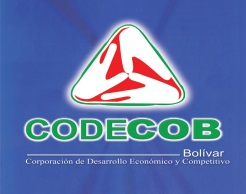 CODECOB
Bolívar
Corporación de Desarrollo Económico y Competitivo